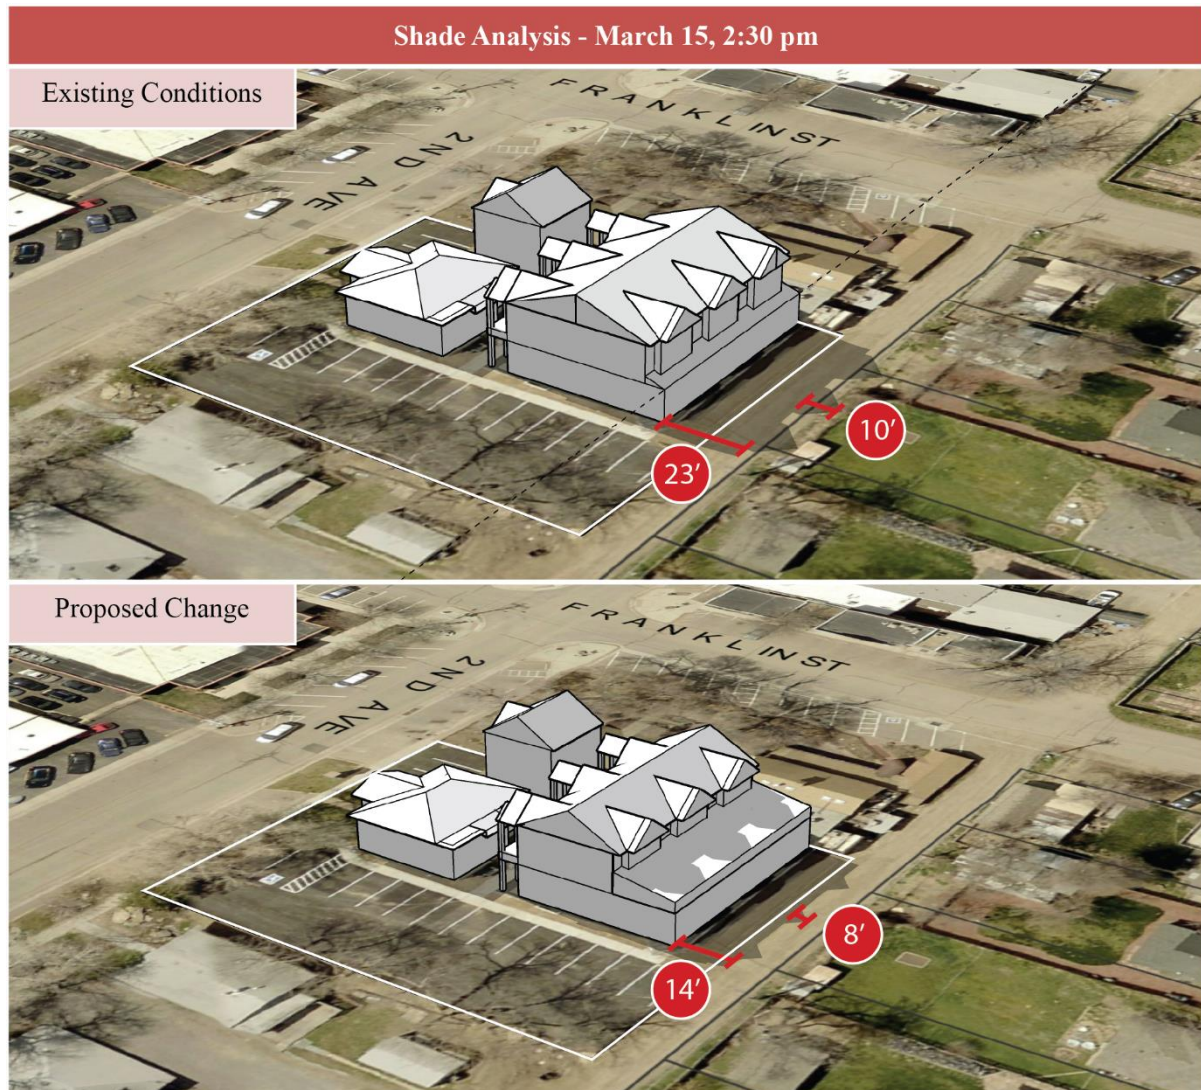 Shade Analysis - March 15, 2:30 pm
Existing Conditions
FRANKLIN ST
2ND AVE
10'
23'
Proposed Change
FRANKLIN ST
2ND AVE
8'
14'